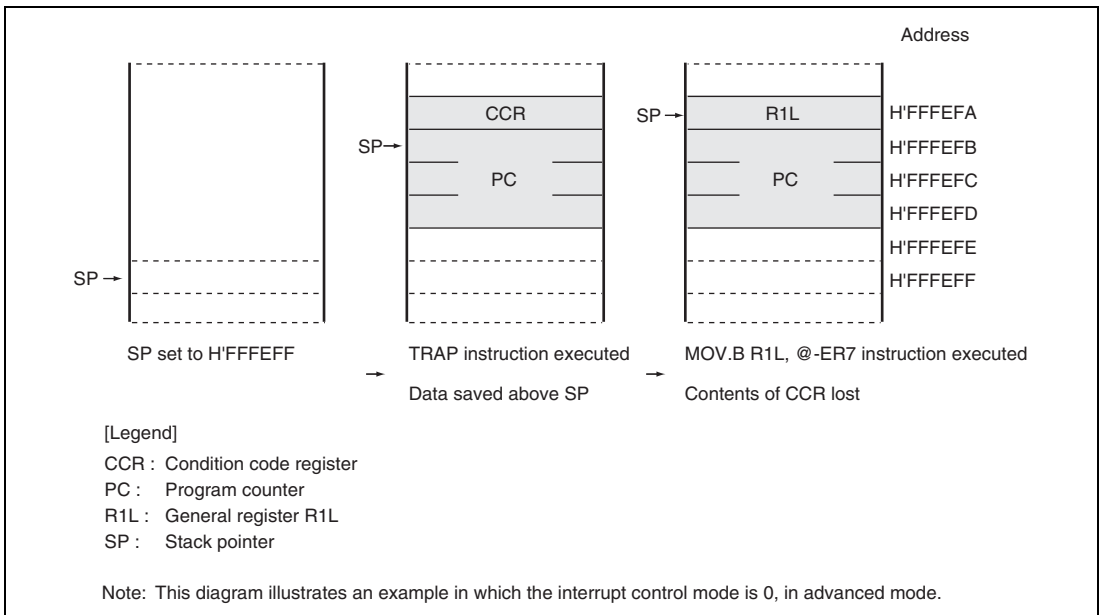 Address
CCR
SP
R1L
H'FFFEFA
SP
H'FFFEFB
PC
PC
H'FFFEFC
H'FFFEFD
H'FFFEFE
SP
H'FFFEFF
SP set to H'FFFEFF
TRAP instruction executed
MOV.B R1L, @-ER7 instruction executed
Data saved above SP
Contents of CCR lost
[Legend]
CCR : Condition code register
PC : Program counter
R1L : General register R1L
SP : Stack pointer
Note: This diagram illustrates an example in which the interrupt control mode is 0, in advanced mode.